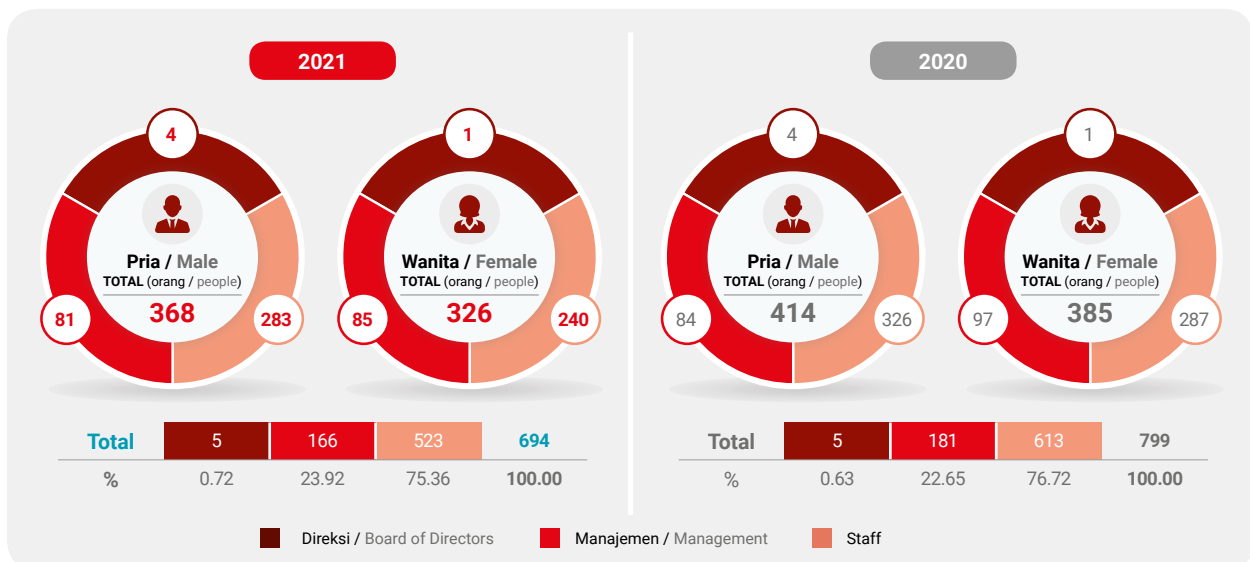 2021
4
Pria / Male
TOTAL (orang / people)
368
81
283
1
Wanita / Female
TOTAL (orang / people)
326
85
240
Total 5 166 523 694
% 0.72 23.92 75.36 100.00
2020
4
Pria / Male
TOTAL (orang / people)
414
84
326
1
Wanita / Female
TOTAL (orang / people)
385
97
287
Total 5 181 613 799
% 0.63 22.65 76.72 100.00
Direksi / Board of Directors
Manajemen / Management
Staff